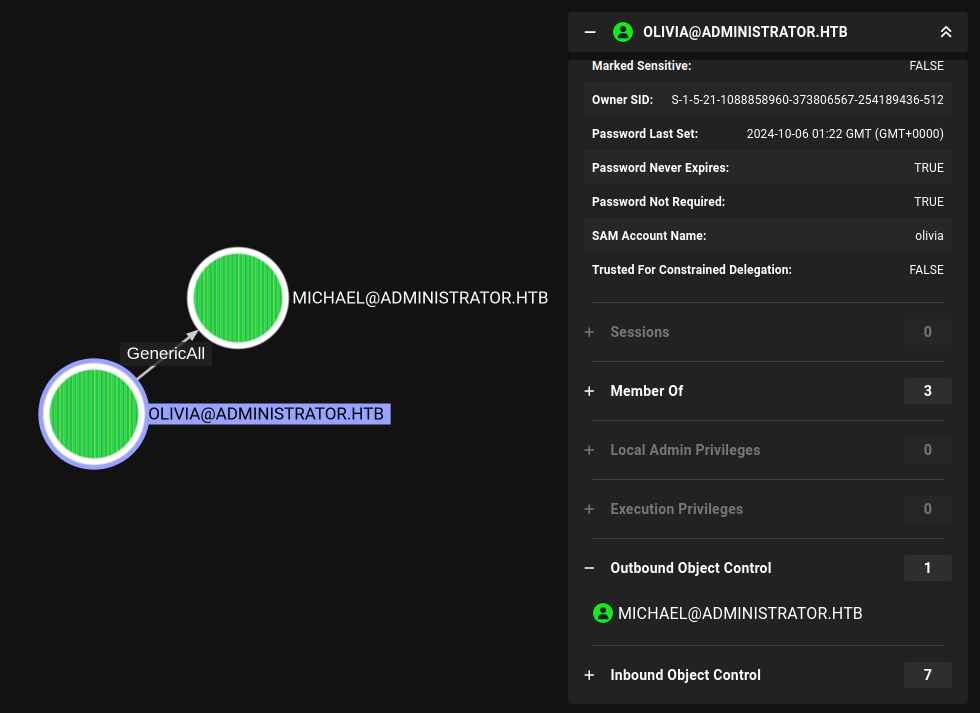 OLIVIA@ADMINISTRATOR.HTB
Marked Sensitive: FALSE
Owner SID: S-1-5-21-1088858960-373806567-254189436-512
Password Last Set: 2024-10-06 01:22 GMT (GMT+0000)
Password Never Expires: TRUE
Password Not Required: TRUE
SAM Account Name: olivia
Trusted For Constrained Delegation: FALSE
Sessions 0
Member Of 3
Local Admin Privileges 0
Execution Privileges 0
Outbound Object Control 1
MICHAEL@ADMINISTRATOR.HTB
Inbound Object Control 7
MICHAEL@ADMINISTRATOR.HTB
GenericAll
OLIVIA@ADMINISTRATOR.HTB